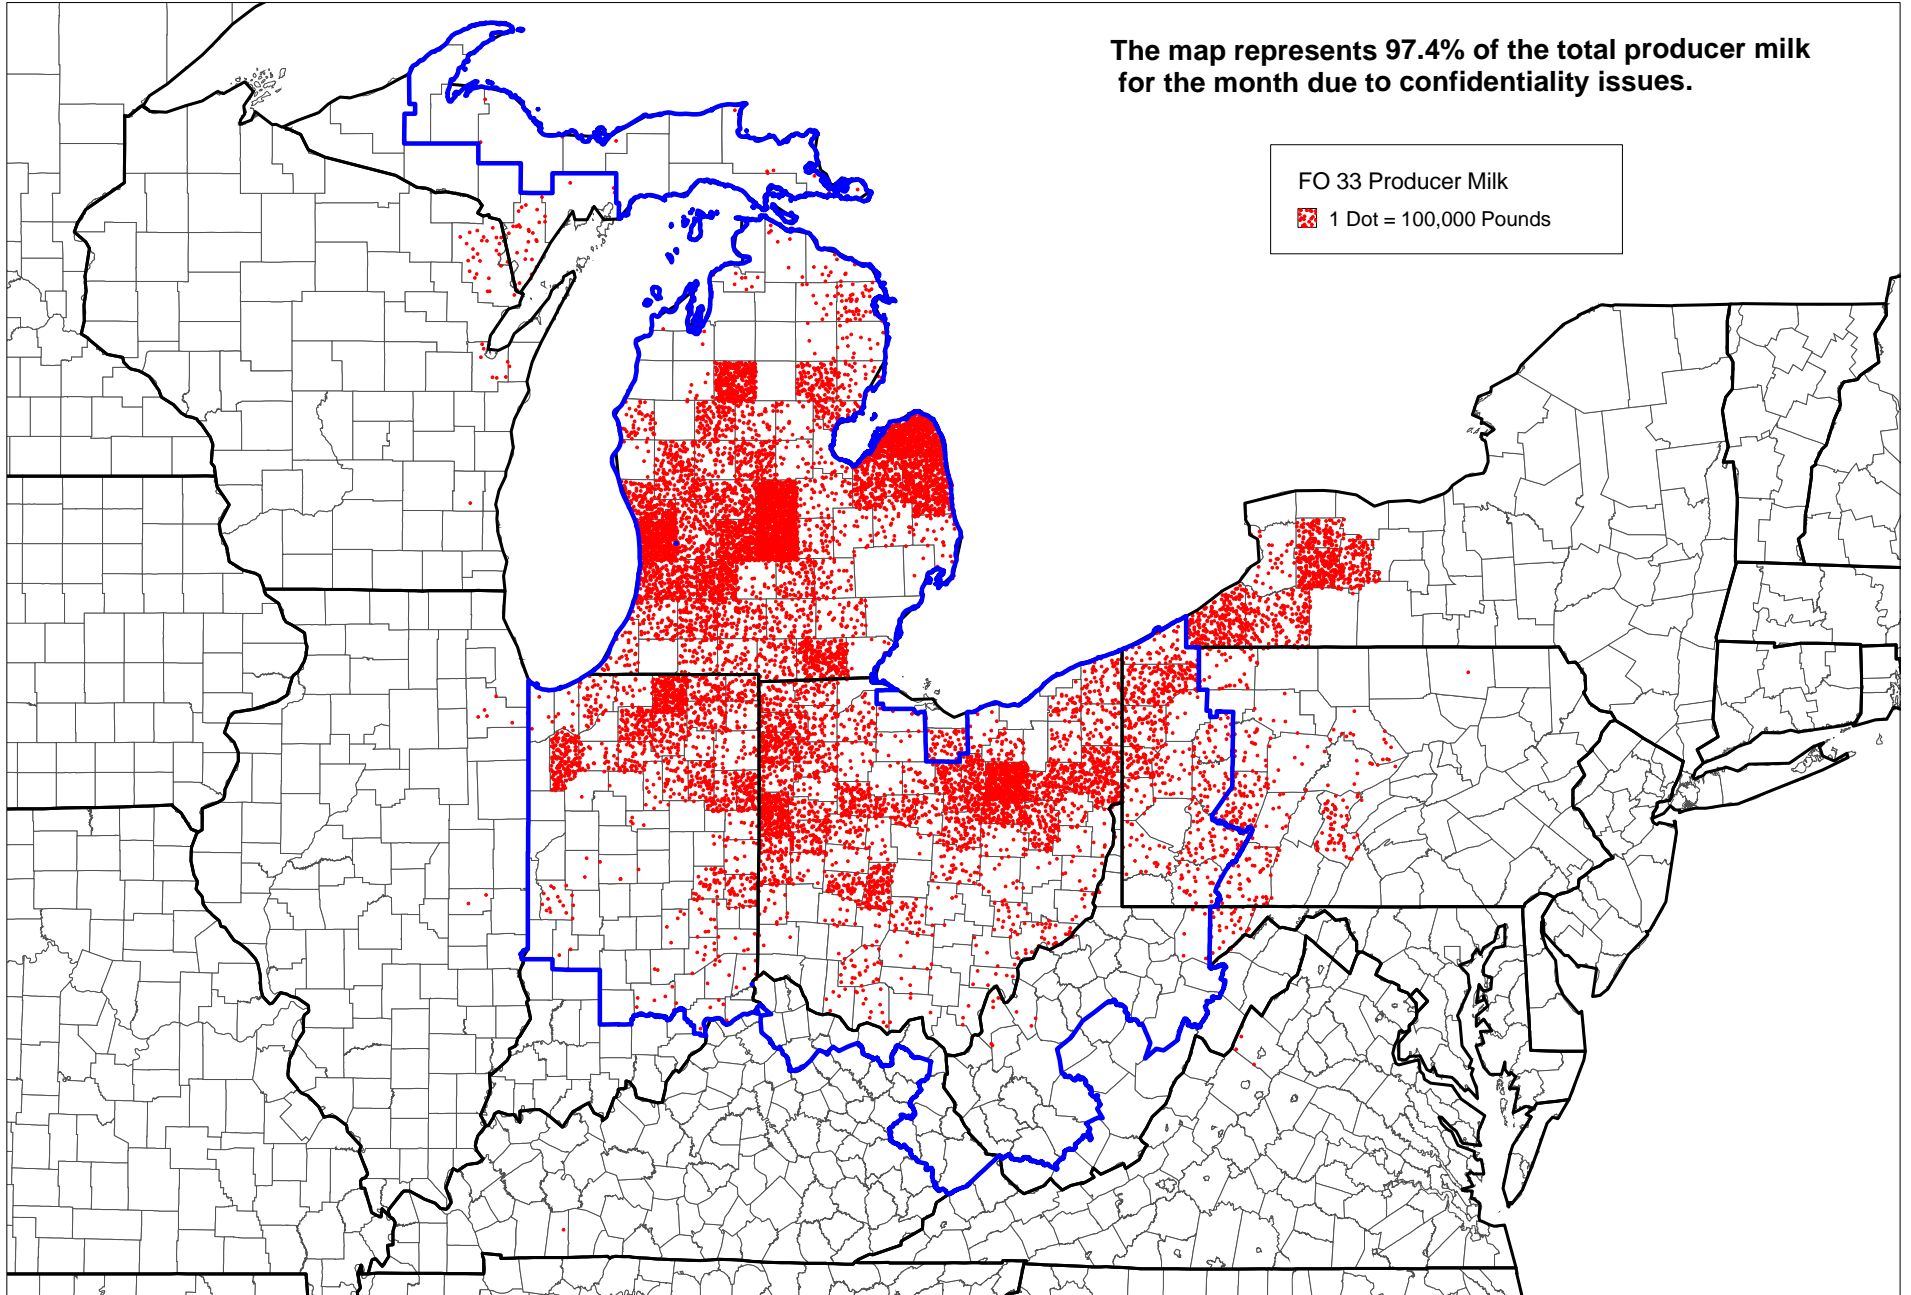 The map represents 97.4% of the total producer milk
for the month due to confidentiality issues.
FO 33 Producer Milk
1 Dot = 100,000 Pounds